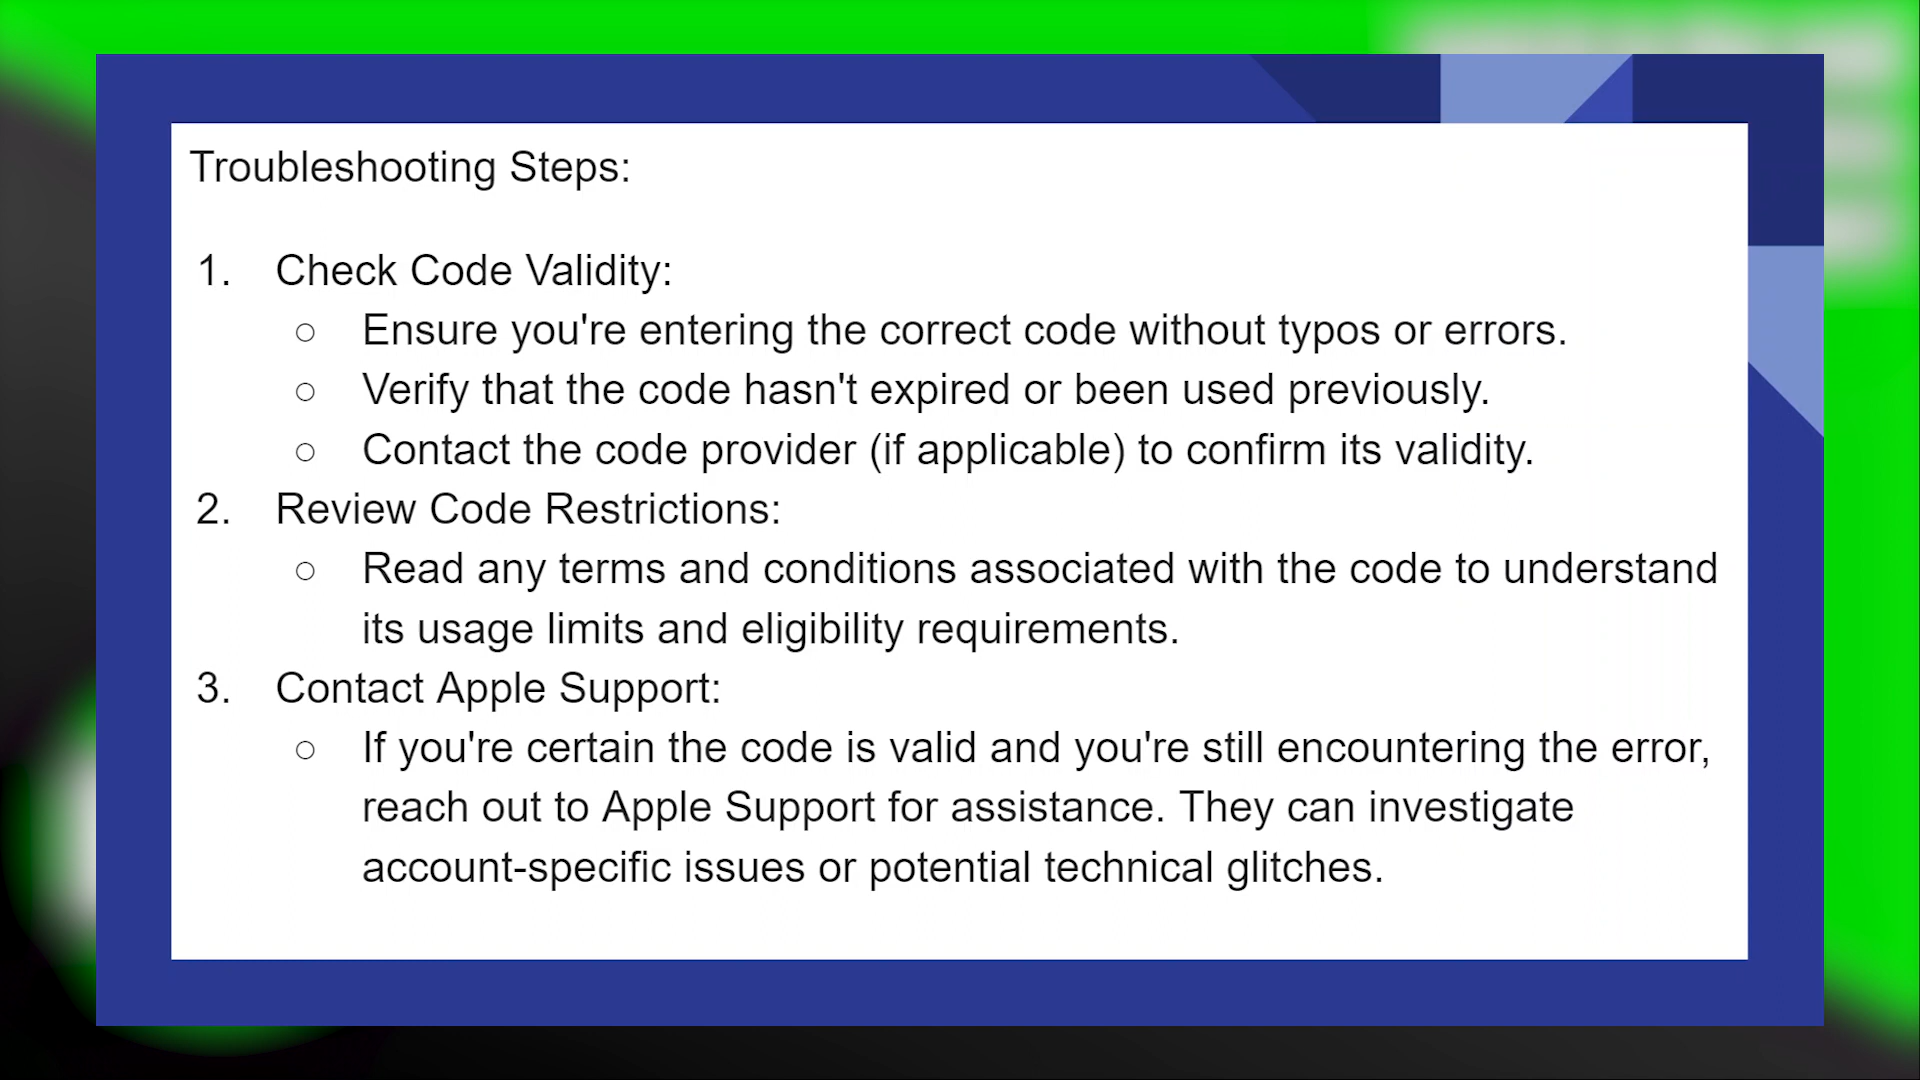 Troubleshooting Steps:
1. Check Code Validity:
○ Ensure you're entering the correct code without typos or errors.
○ Verify that the code hasn't expired or been used previously.
○ Contact the code provider (if applicable) to confirm its validity.
2. Review Code Restrictions:
○ Read any terms and conditions associated with the code to understand
its usage limits and eligibility requirements.
3. Contact Apple Support:
○ If you're certain the code is valid and you're still encountering the error,
reach out to Apple Support for assistance. They can investigate
account-specific issues or potential technical glitches.